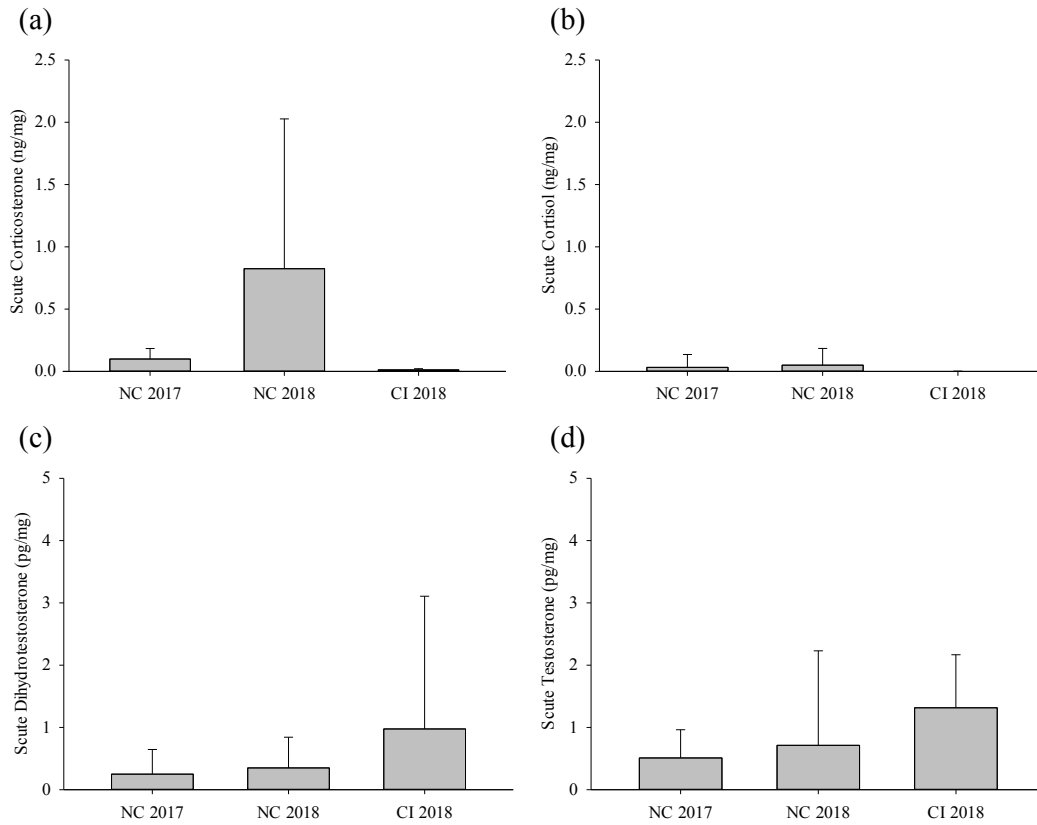 (a)
Scute Corticosterone (ng/mg)
2.5
2.0
1.5
1.0
0.5
0.0
NC 2017 NC 2018 CI 2018
(b)
Scute Cortisol (ng/mg)
2.5
2.0
1.5
1.0
0.5
0.0
NC 2017 NC 2018 CI 2018
(c)
Scute Dihydrotestosterone (pg/mg)
5
4
3
2
1
0
NC 2017 NC 2018 CI 2018
(d)
Scute Testosterone (pg/mg)
5
4
3
2
1
0
NC 2017 NC 2018 CI 2018